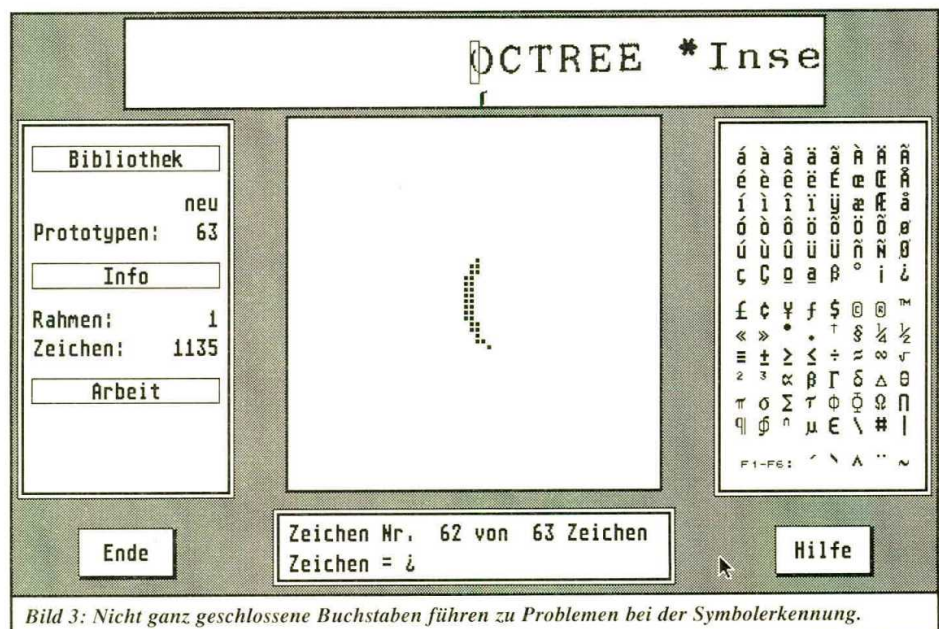 OCTREE *Inse
Bibliothek
neu
Prototypen: 63
Info
Rahmen: 1
Zeichen: 1135
Arbeit
á à â ä ã À Ä Ã
é è ê ë É œ Œ Å
í ì î ï ÿ æ Æ å
ó ò ô ö õ Ö Õ ø
ú ù û ü Ü ñ Ñ Ø
ç Ç º ª β ° ¡ ¿
£ ¢ ¥ ƒ $ © ® ™
« » • . † § ¼ ½
≡ ± ≥ ≤ ÷ ≈ ∞ √
² ³ α β Γ δ Δ θ
π σ Σ τ Φ Ω ∏
¶ ⁿ µ ∈ \ # |
F1-F6: ´ ` ^ ¨ ~
Ende
Zeichen Nr. 62 von 63 Zeichen
Zeichen = ¿
Hilfe
Bild 3: Nicht ganz geschlossene Buchstaben führen zu Problemen bei der Symbolerkennung.